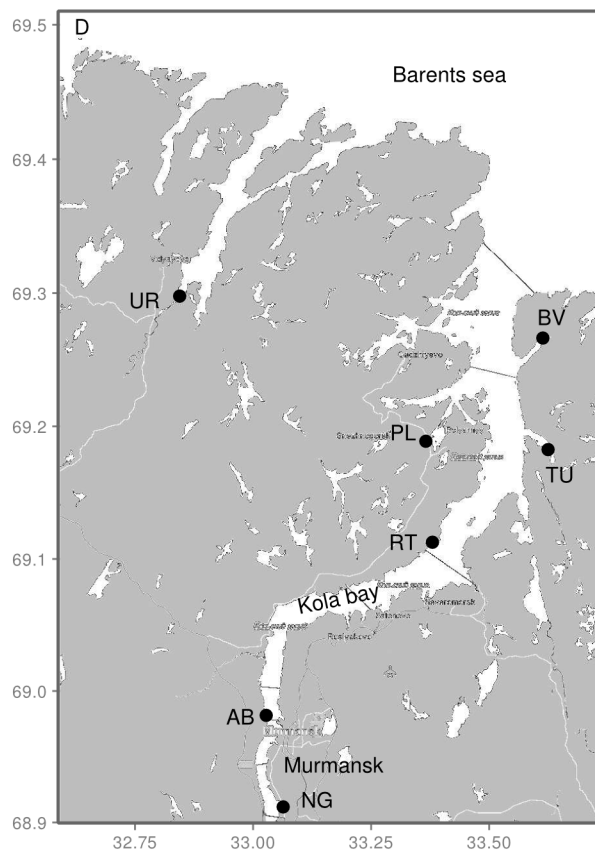 69.5
D
Barents sea
69.4
UR
69.3
BV
69.2
PL
TU
69.1
RT
Kola bay
69.0
AB
Murmansk
NG
68.9
32.75
33.00
33.25
33.50